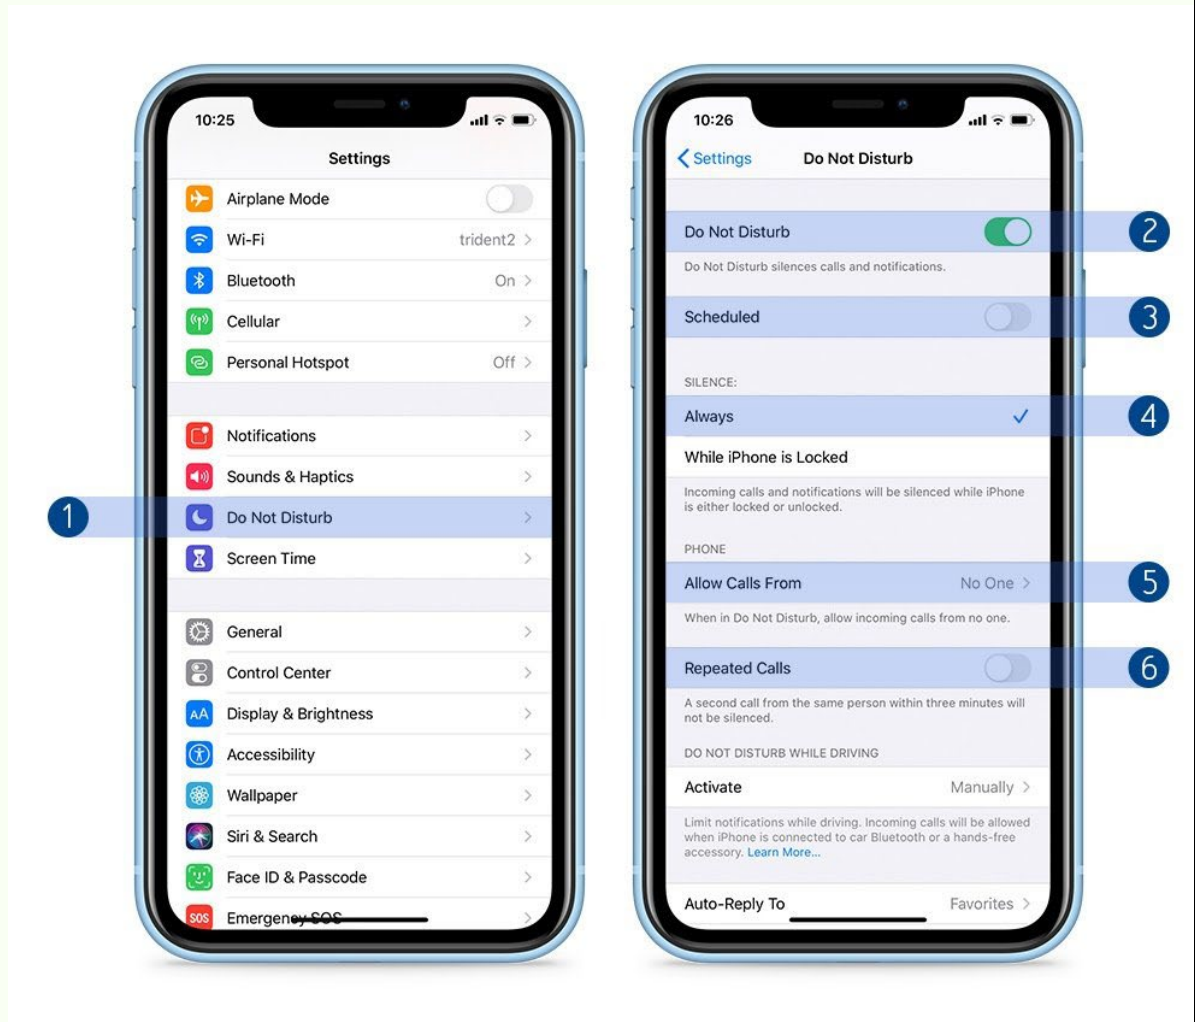 10:25
Settings
Airplane Mode
Wi-Fi trident2
Bluetooth On
Cellular
Personal Hotspot Off
Notifications
Sounds & Haptics
1 Do Not Disturb
Screen Time
General
Control Center
AA Display & Brightness
Accessibility
Wallpaper
Siri & Search
Face ID & Passcode
SOS Emergency SOS
10:26
Settings Do Not Disturb
Do Not Disturb 2
Do Not Disturb silences calls and notifications.
Scheduled 3
SILENCE:
Always 4
While iPhone is Locked
Incoming calls and notifications will be silenced while iPhone
is either locked or unlocked.
PHONE
Allow Calls From No One 5
When in Do Not Disturb, allow incoming calls from no one.
Repeated Calls 6
A second call from the same person within three minutes will
not be silenced.
DO NOT DISTURB WHILE DRIVING
Activate Manually
Limit notifications while driving. Incoming calls will be allowed
when iPhone is connected to car Bluetooth or a hands-free
accessory. Learn More...
Auto-Reply To Favorites